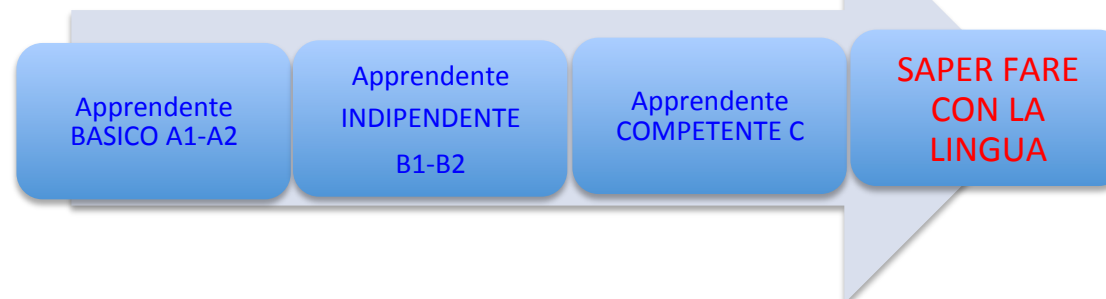 Apprendente
BASICO A1-A2
Apprendente
INDIPENDENTE
B1-B2
Apprendente
COMPETENTE C
SAPER FARE
CON LA
LINGUA